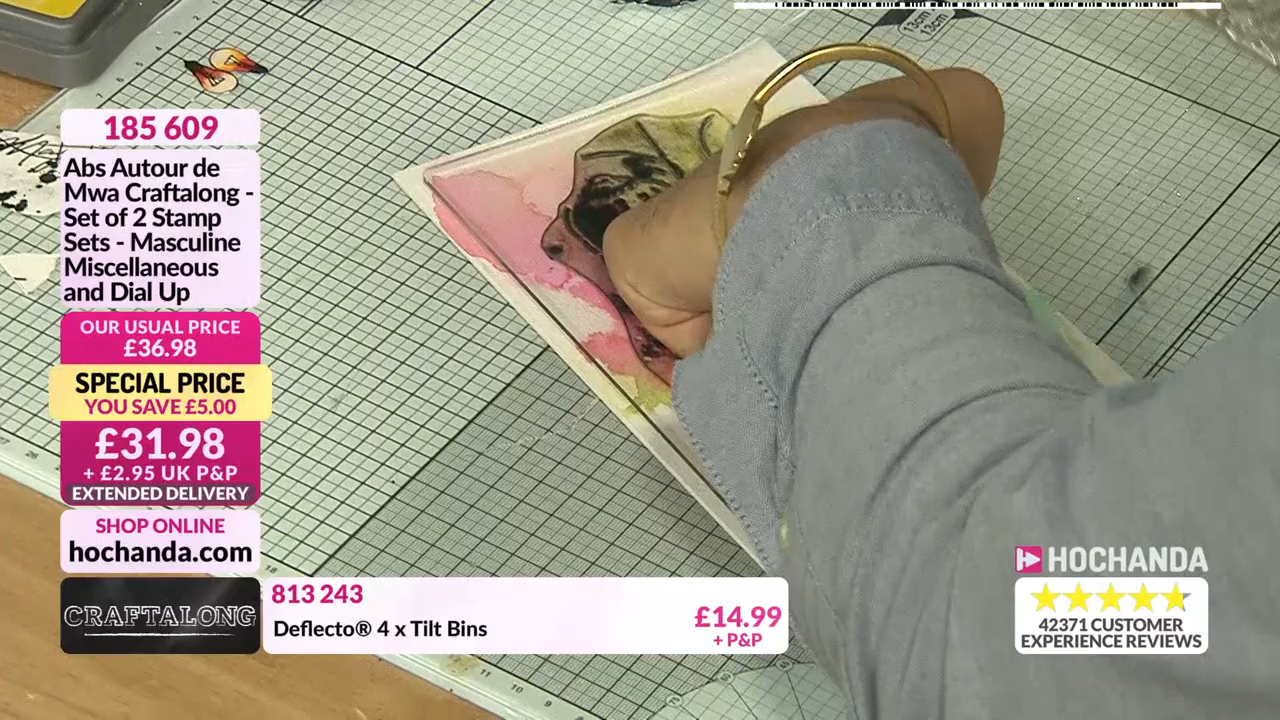 13cm
13cm
185 609
Abs Autour de
Mwa Craftalong -
Set of 2 Stamp
Sets - Masculine
Miscellaneous
and Dial Up
OUR USUAL PRICE
£36.98
SPECIAL PRICE
YOU SAVE £5.00
£31.98
+ £2.95 UK P&P
EXTENDED DELIVERY
SHOP ONLINE
hochanda.com
CRAFTALONG
813 243
Deflecto® 4 x Tilt Bins
£14.99
+ P&P
HOCHANDA
42371 CUSTOMER
EXPERIENCE REVIEWS